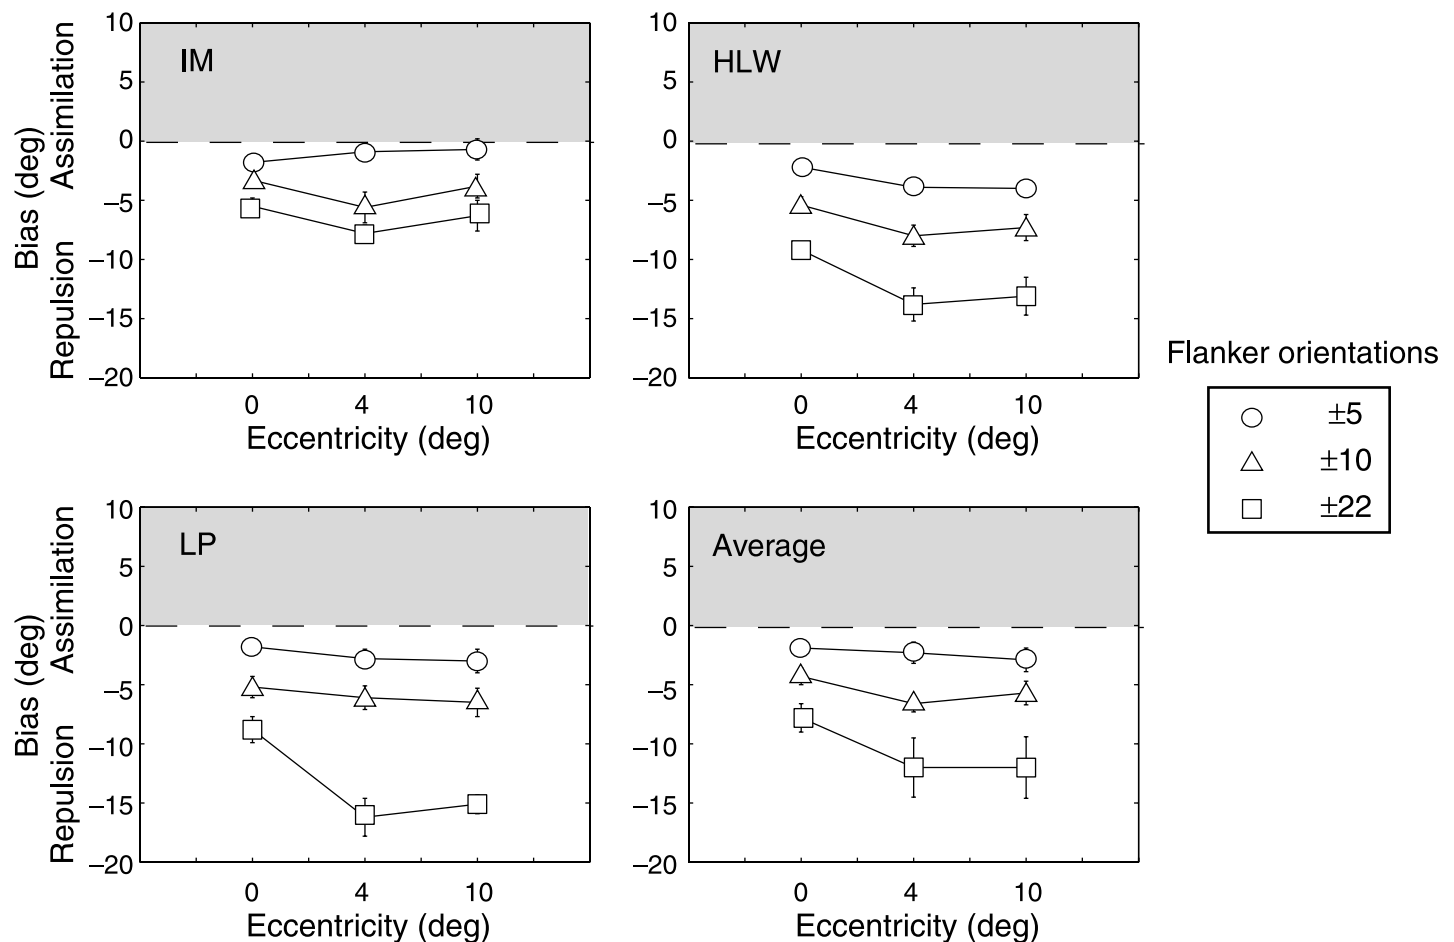 10
5
0
−5
−10
−15
−20
Bias (deg)
Repulsion Assimilation
IM
0 4 10
Eccentricity (deg)
10
5
0
−5
−10
−15
−20
HLW
0 4 10
Eccentricity (deg)
Flanker orientations
±5
±10
±22
10
5
0
−5
−10
−15
−20
Bias (deg)
Repulsion Assimilation
LP
0 4 10
Eccentricity (deg)
10
5
0
−5
−10
−15
−20
Average
0 4 10
Eccentricity (deg)